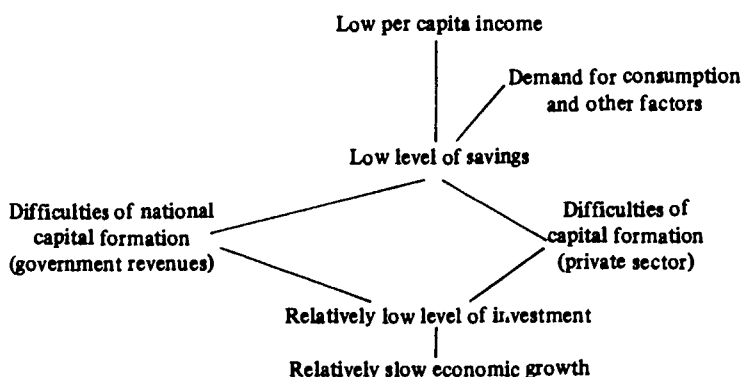 Low per capita income
Demand for consumption
and other factors
Low level of savings
Difficulties of national
capital formation
(government revenues)
Difficulties of
capital formation
(private sector)
Relatively low level of investment
Relatively slow economic growth